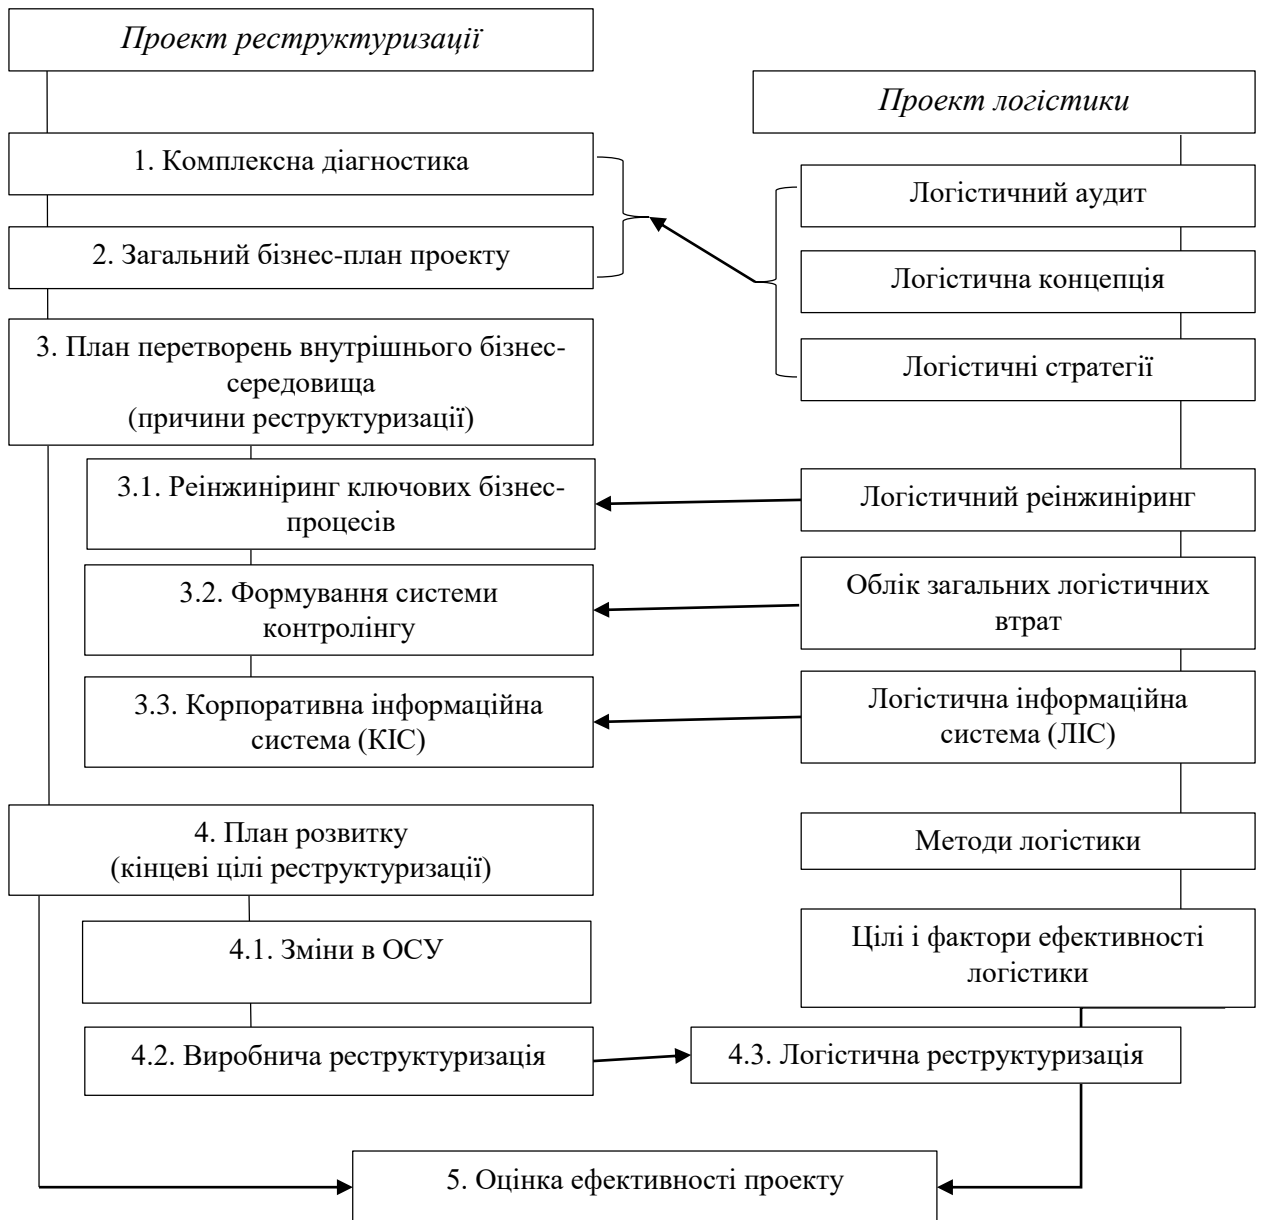 Проект реструктуризації
Проект логістики
1. Комплексна діагностика
Логістичний аудит
2. Загальний бізнес-план проекту
Логістична концепція
3. План перетворень внутрішнього бізнес-
середовища
(причини реструктуризації)
Логістичні стратегії
3.1. Реінжиніринг ключових бізнес-
процесів
Логістичний реінжиніринг
3.2. Формування системи
контролінгу
Облік загальних логістичних
втрат
3.3. Корпоративна інформаційна
система (КІС)
Логістична інформаційна
система (ЛІС)
4. План розвитку
(кінцеві цілі реструктуризації)
Методи логістики
4.1. Зміни в ОСУ
Цілі і фактори ефективності
логістики
4.2. Виробнича реструктуризація
4.3. Логістична реструктуризація
5. Оцінка ефективності проекту